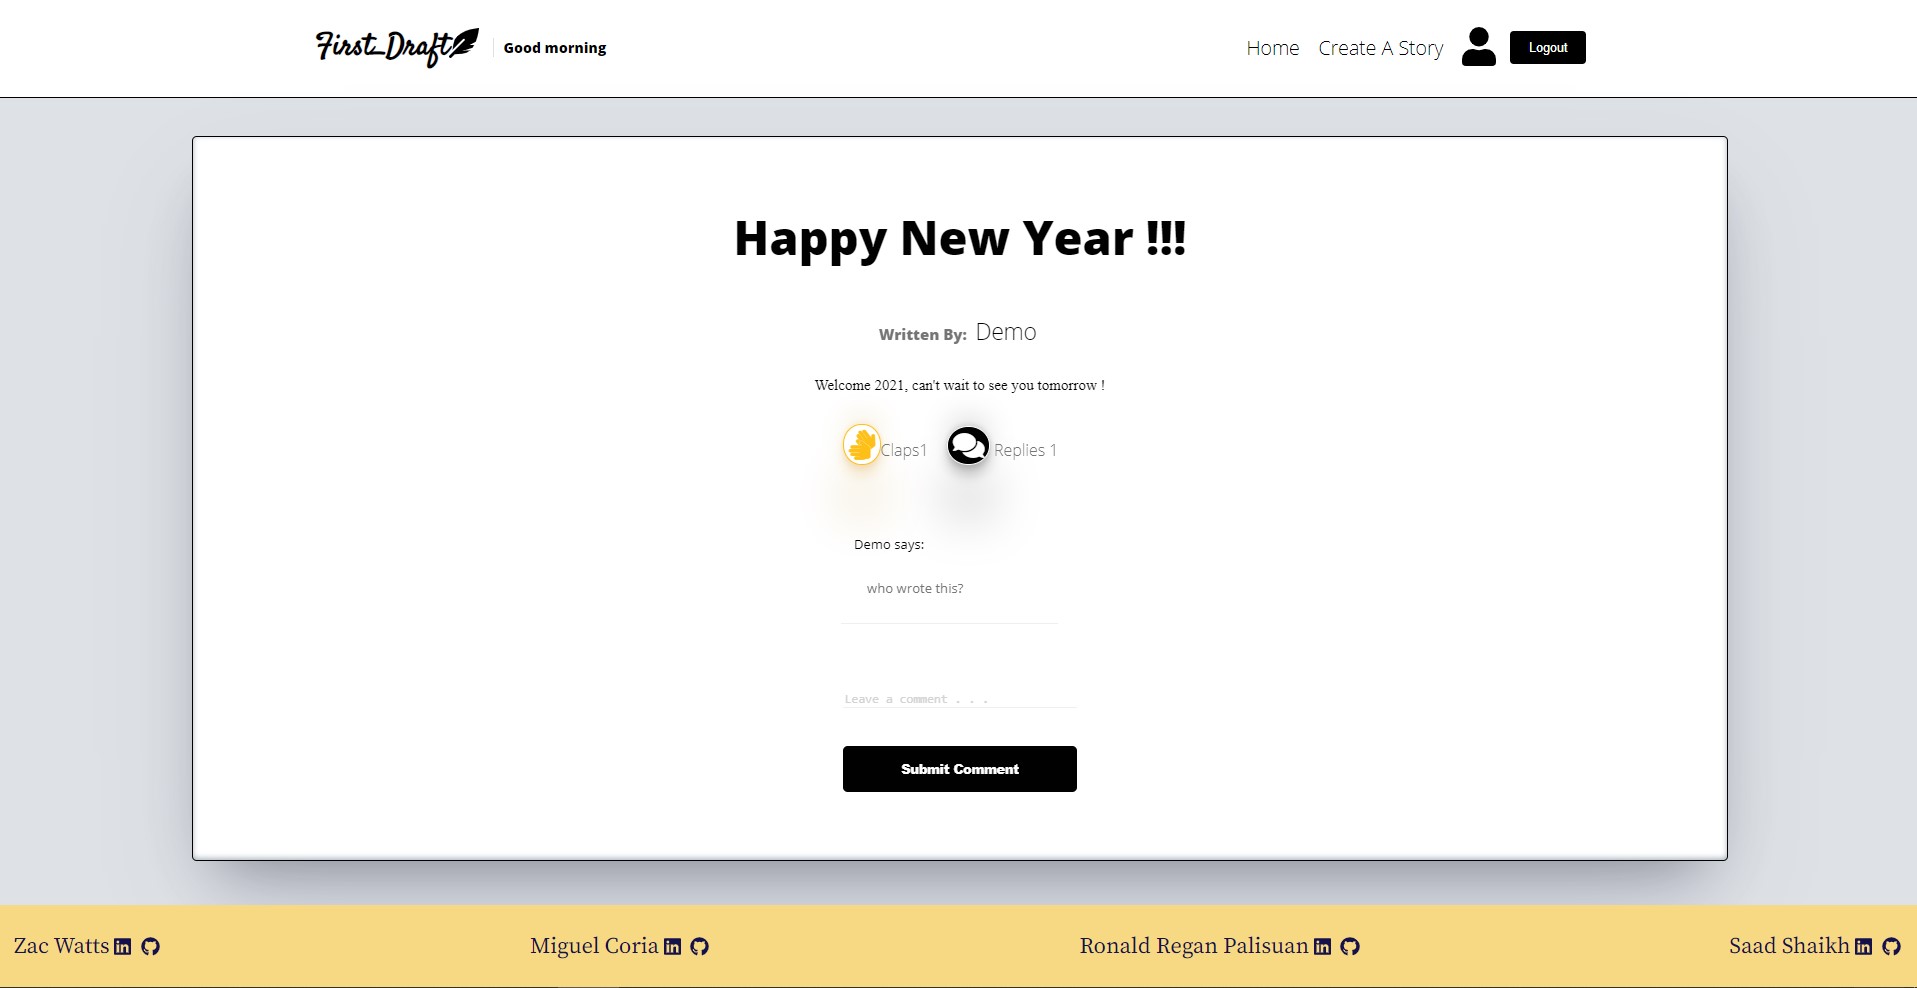 First_Draft Good morning Home Create A Story Logout
Happy New Year !!!
Written By: Demo
Welcome 2021, can't wait to see you tomorrow !
Claps1 Replies 1
Demo says:
who wrote this?
Leave a comment . . .
Submit Comment
Zac Watts Miguel Coria Ronald Regan Palisuan Saad Shaikh